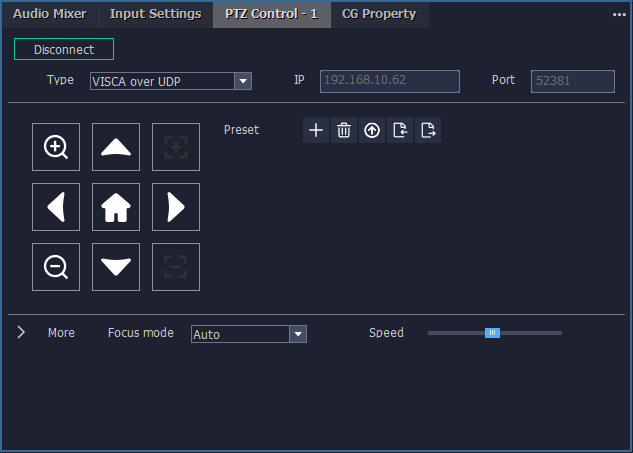 Audio Mixer Input Settings PTZ Control - 1 CG Property
Disconnect
Type VISCA over UDP IP 192.168.10.62 Port 52381
Preset
More Focus mode Auto Speed